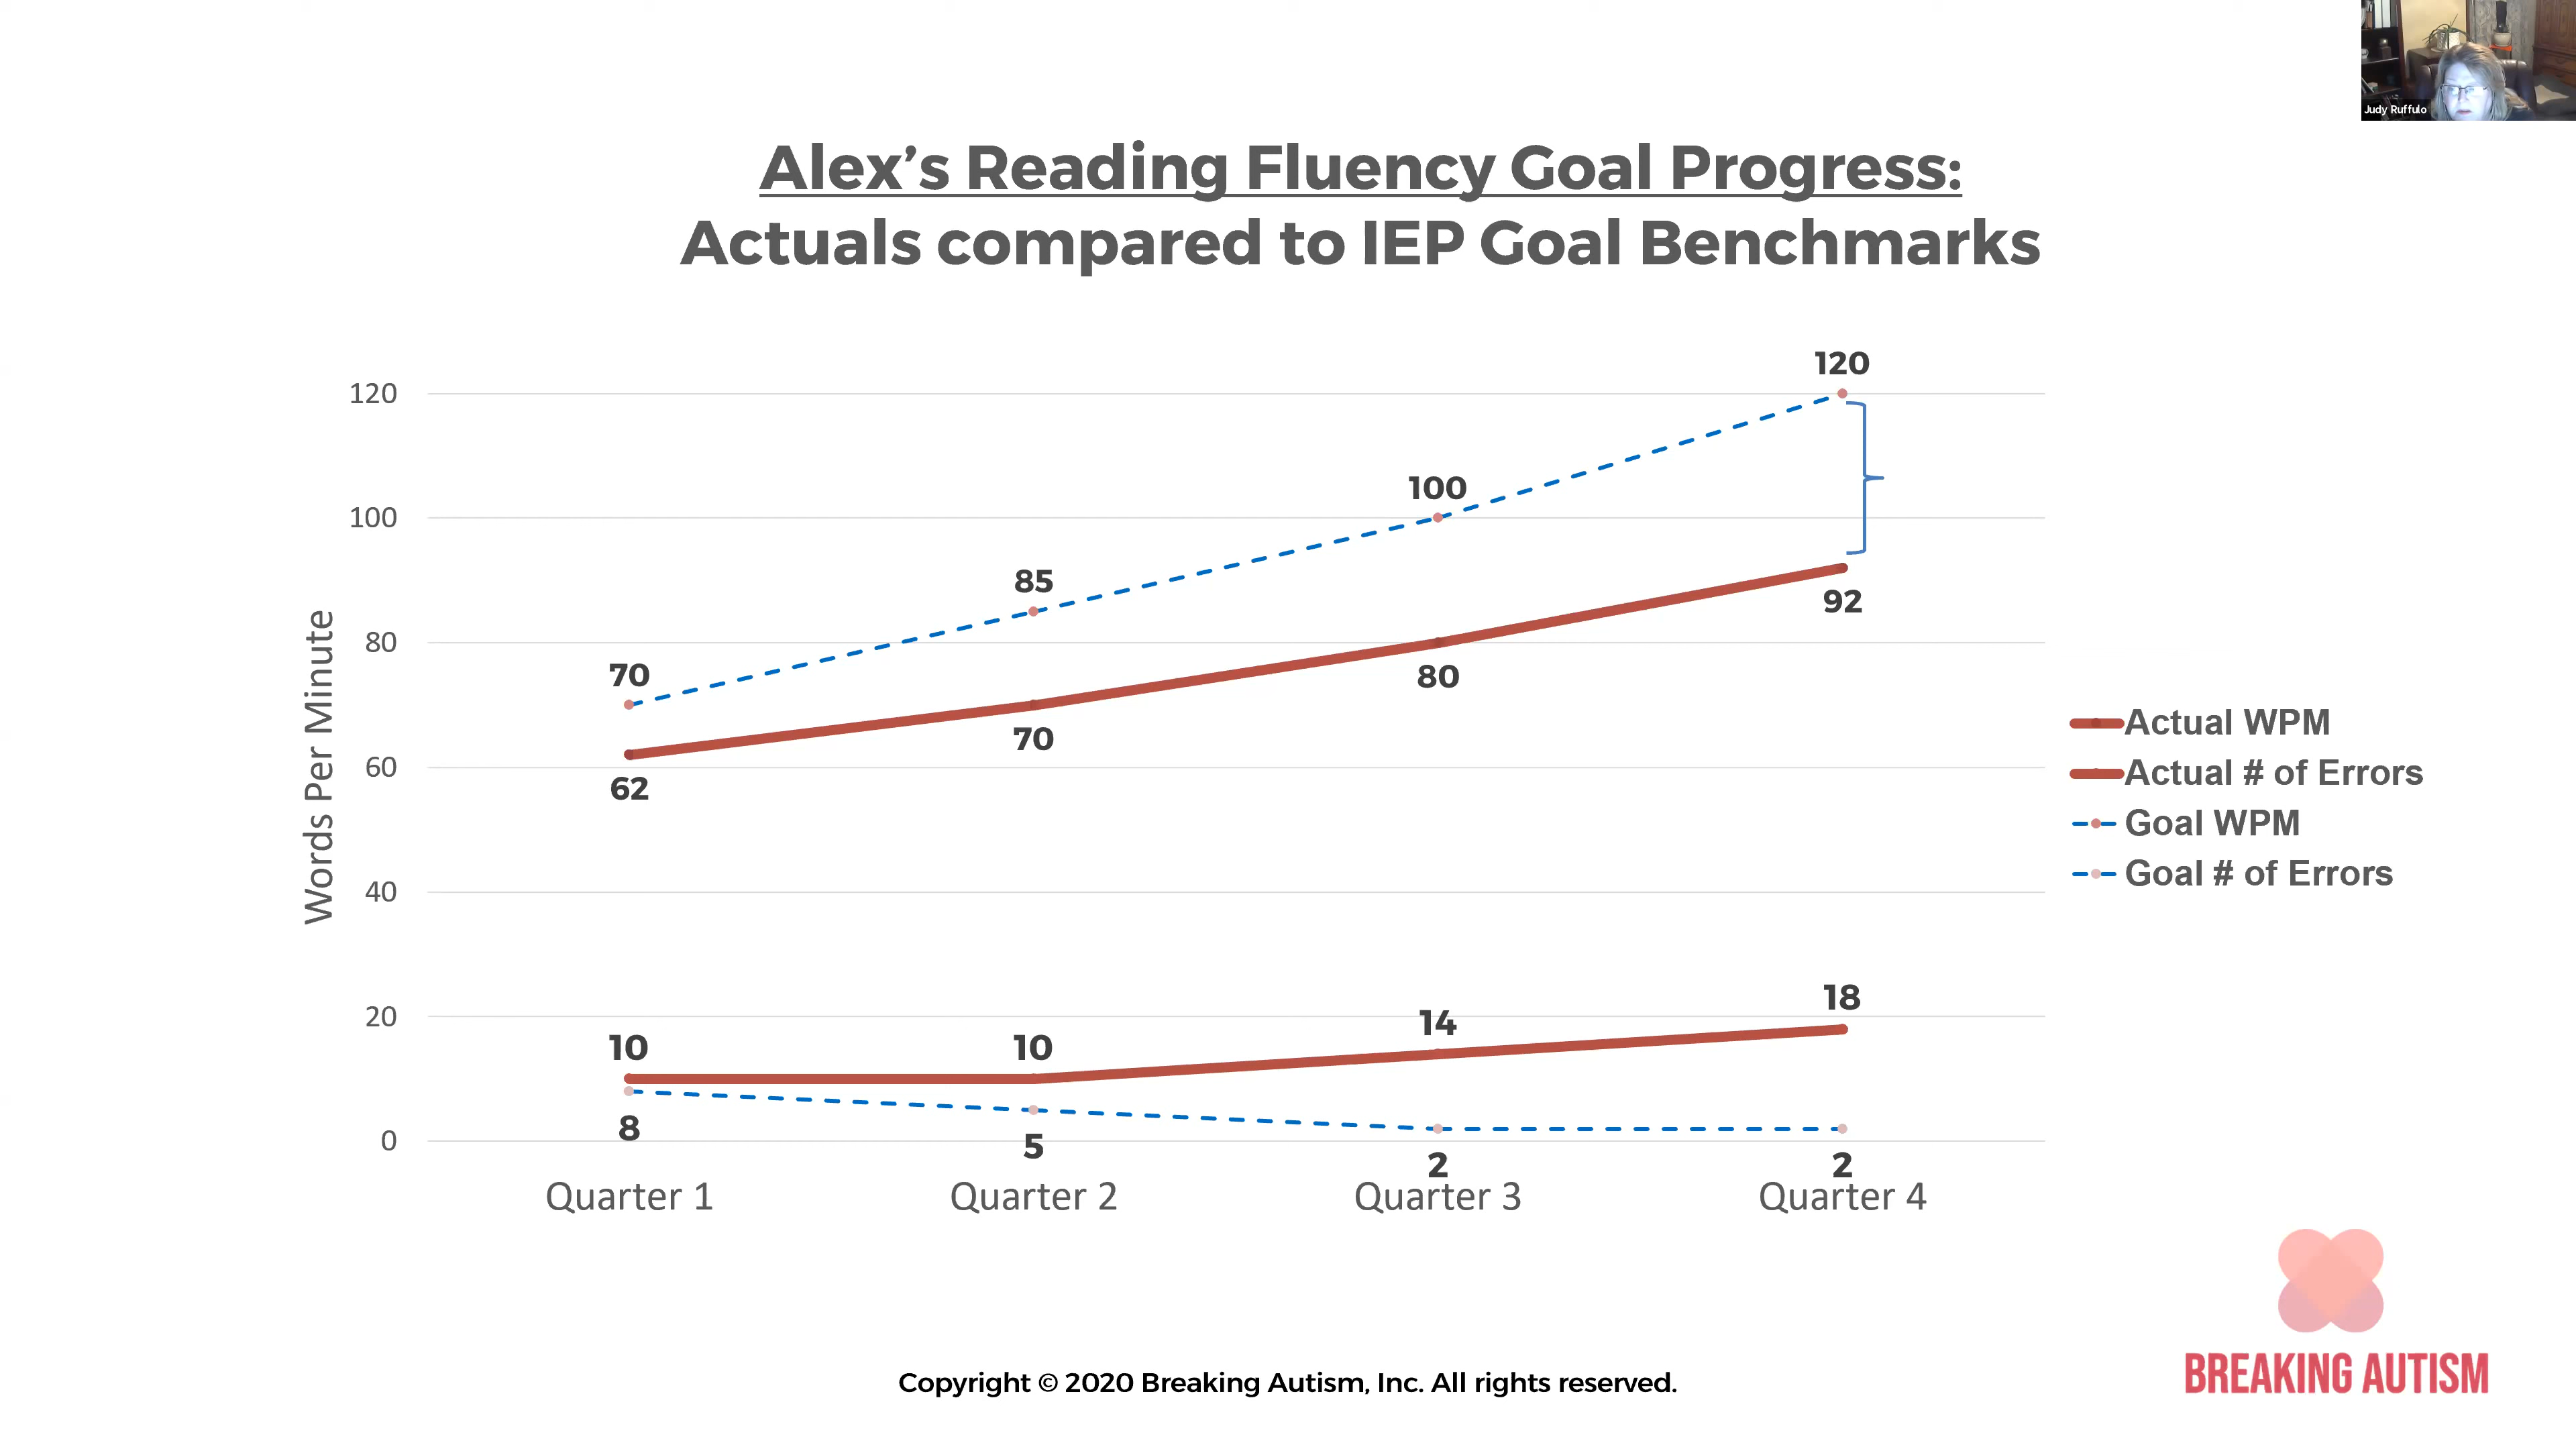 Judy Ruffulo
Alex's Reading Fluency Goal Progress:
Actuals compared to IEP Goal Benchmarks
120
120
100
100
85
80
92
70
80
70
62
60
Words Per Minute
Actual WPM
Actual # of Errors
Goal WPM
Goal # of Errors
40
20
18
14
10
10
8
5
2
2
0
Quarter 1
Quarter 2
Quarter 3
Quarter 4
BREAKING AUTISM
Copyright © 2020 Breaking Autism, Inc. All rights reserved.